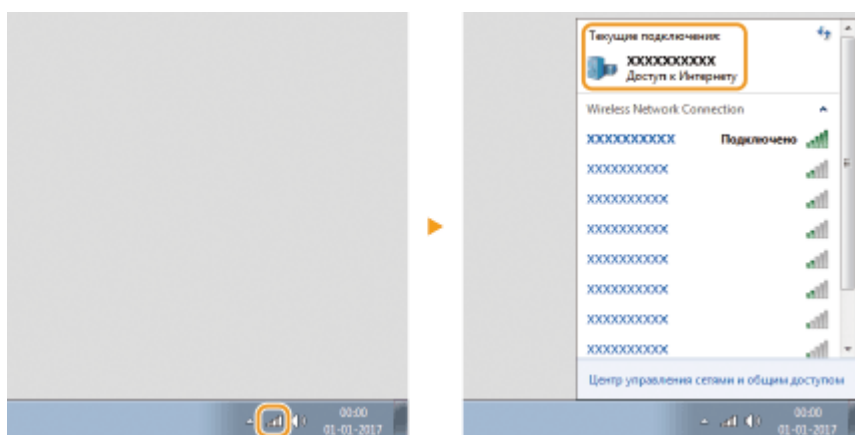 00:00
01-01-2017
Текущие подключения:
XXXXXXXXXX
Доступ к Интернету
Wireless Network Connection
XXXXXXXXXX Подключено
XXXXXXXXXX
XXXXXXXXXX
XXXXXXXXXX
XXXXXXXXXX
XXXXXXXXXX
XXXXXXXXXX
XXXXXXXXXX
Центр управления сетями и общим доступом
00:00
01-01-2017